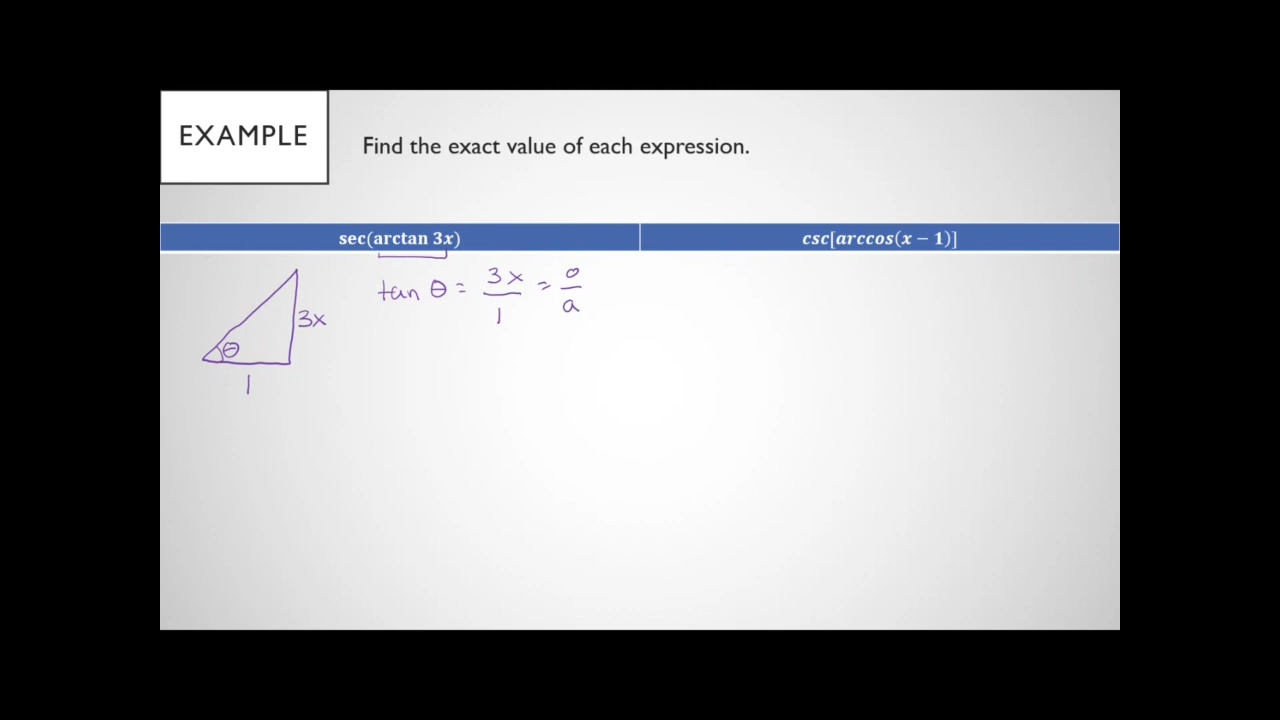 EXAMPLE
Find the exact value of each expression.
sec(arctan 3x)
csc[arccos(x − 1)]
tan θ = 3x/1 = o/a
3x
θ
1